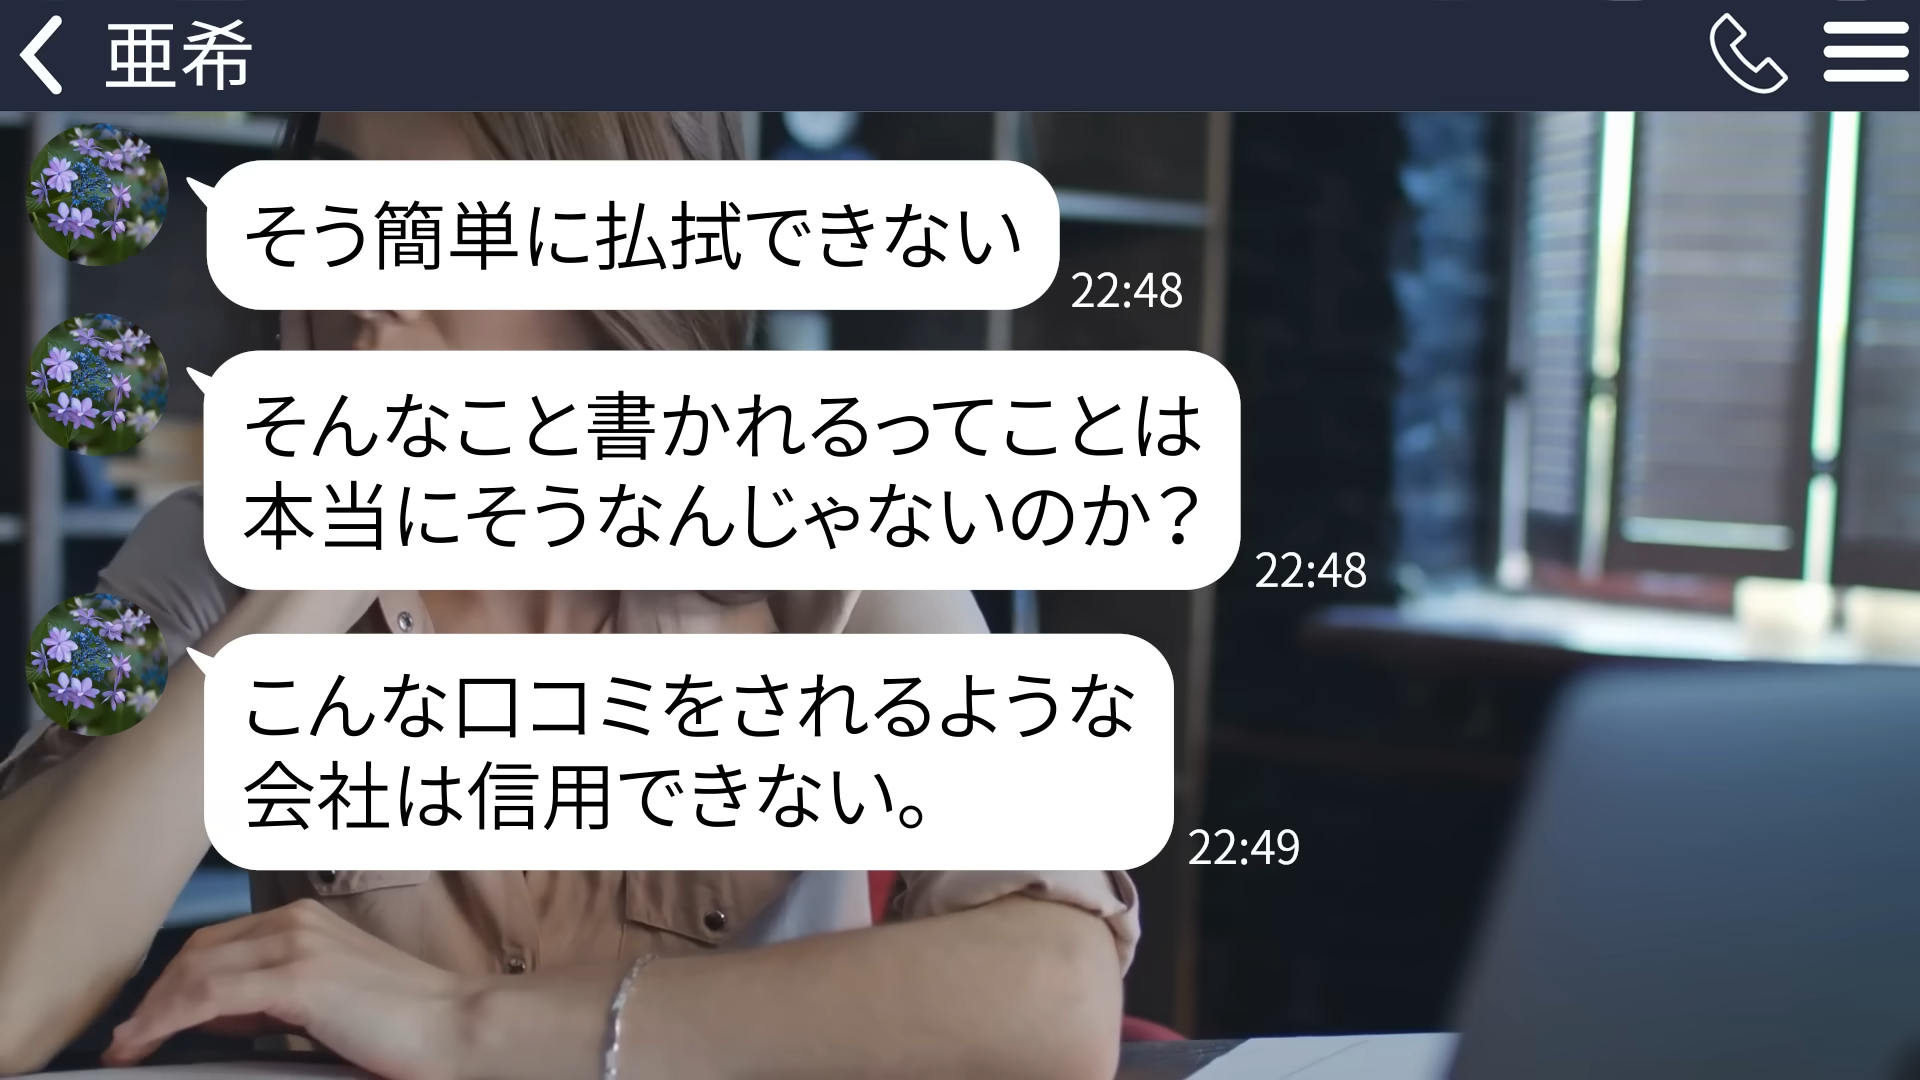 亜希
そう簡単に払拭できない
22:48
そんなこと書かれるってことは
本当にそうなんじゃないのか？
22:48
こんな口コミをされるような
会社は信用できない。
22:49